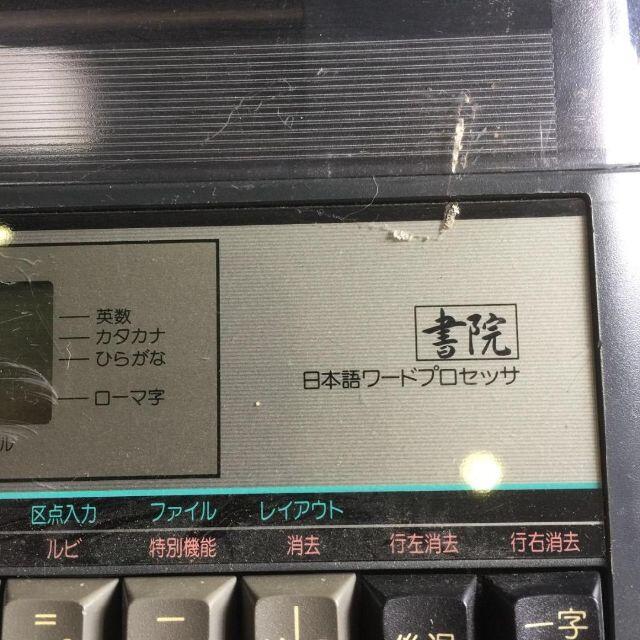 英数
カタカナ
ひらがな
ローマ字
ル
書院
日本語ワードプロセッサ
区点入力 ファイル レイアウト
ルビ 特別機能 消去 行左消去 行右消去
= ー 一字